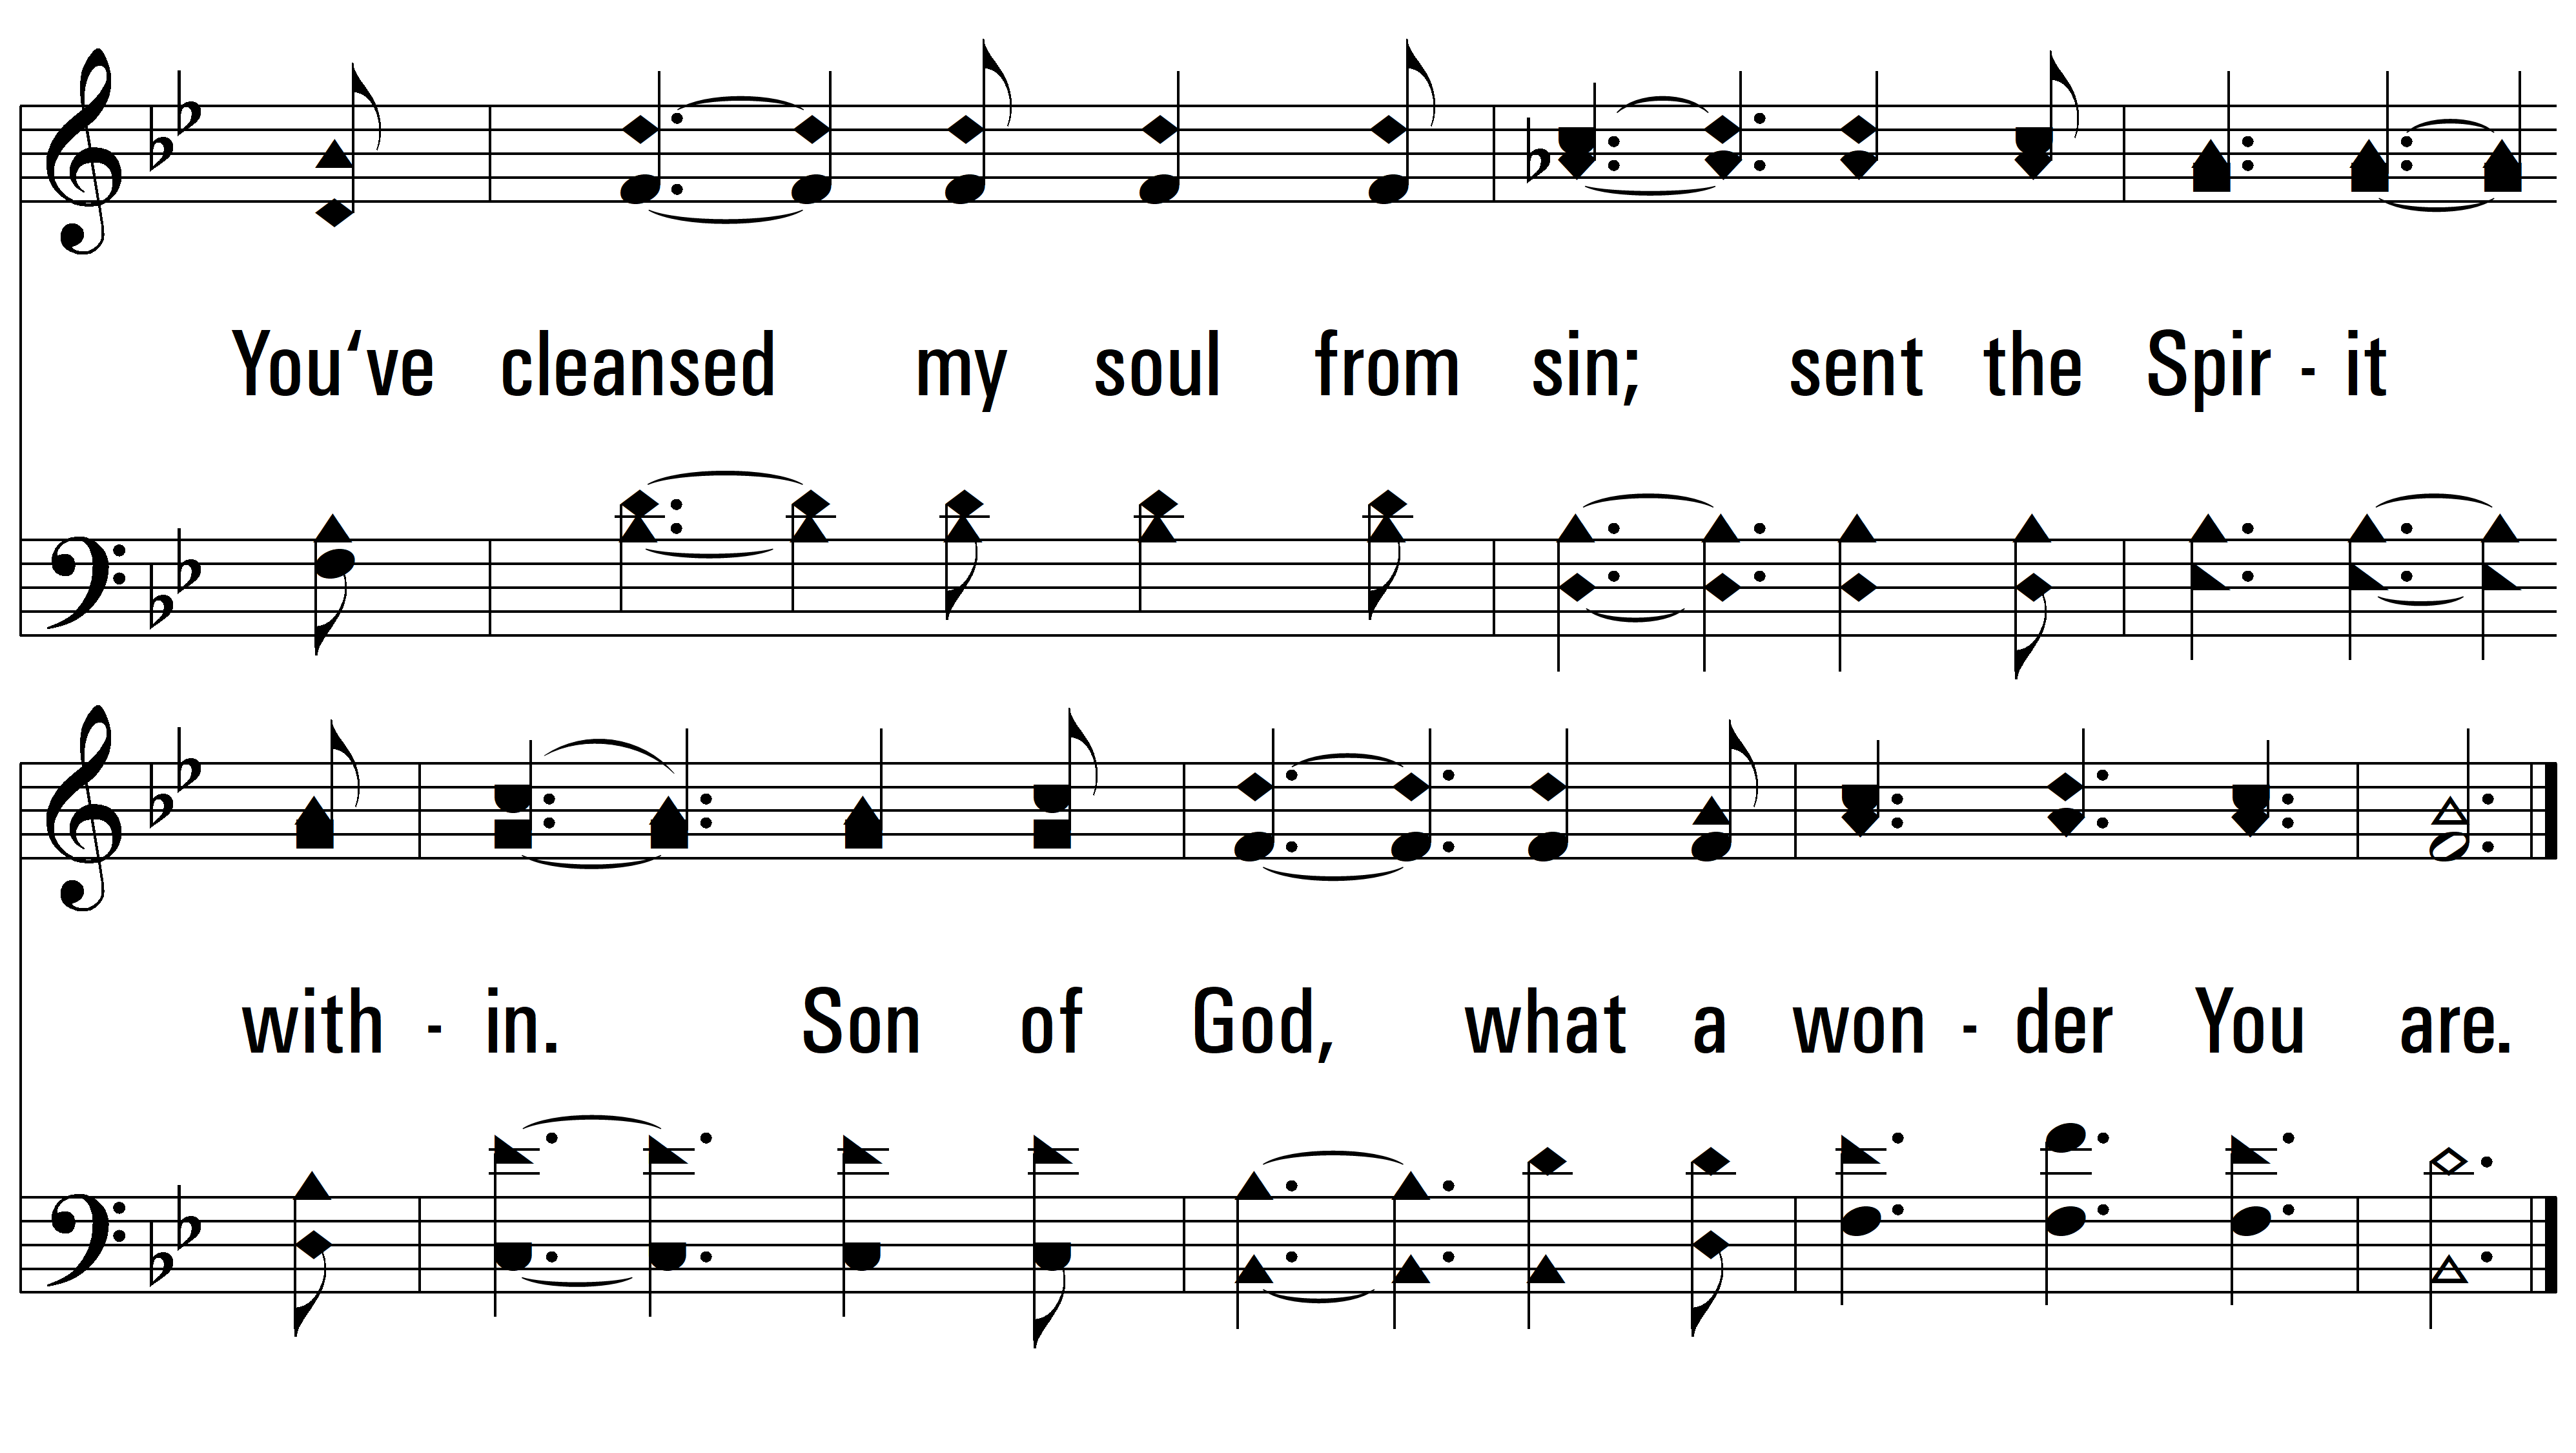 You‘ve cleansed my soul from sin; sent the Spir - it
with - in. Son of God, what a won - der You are.